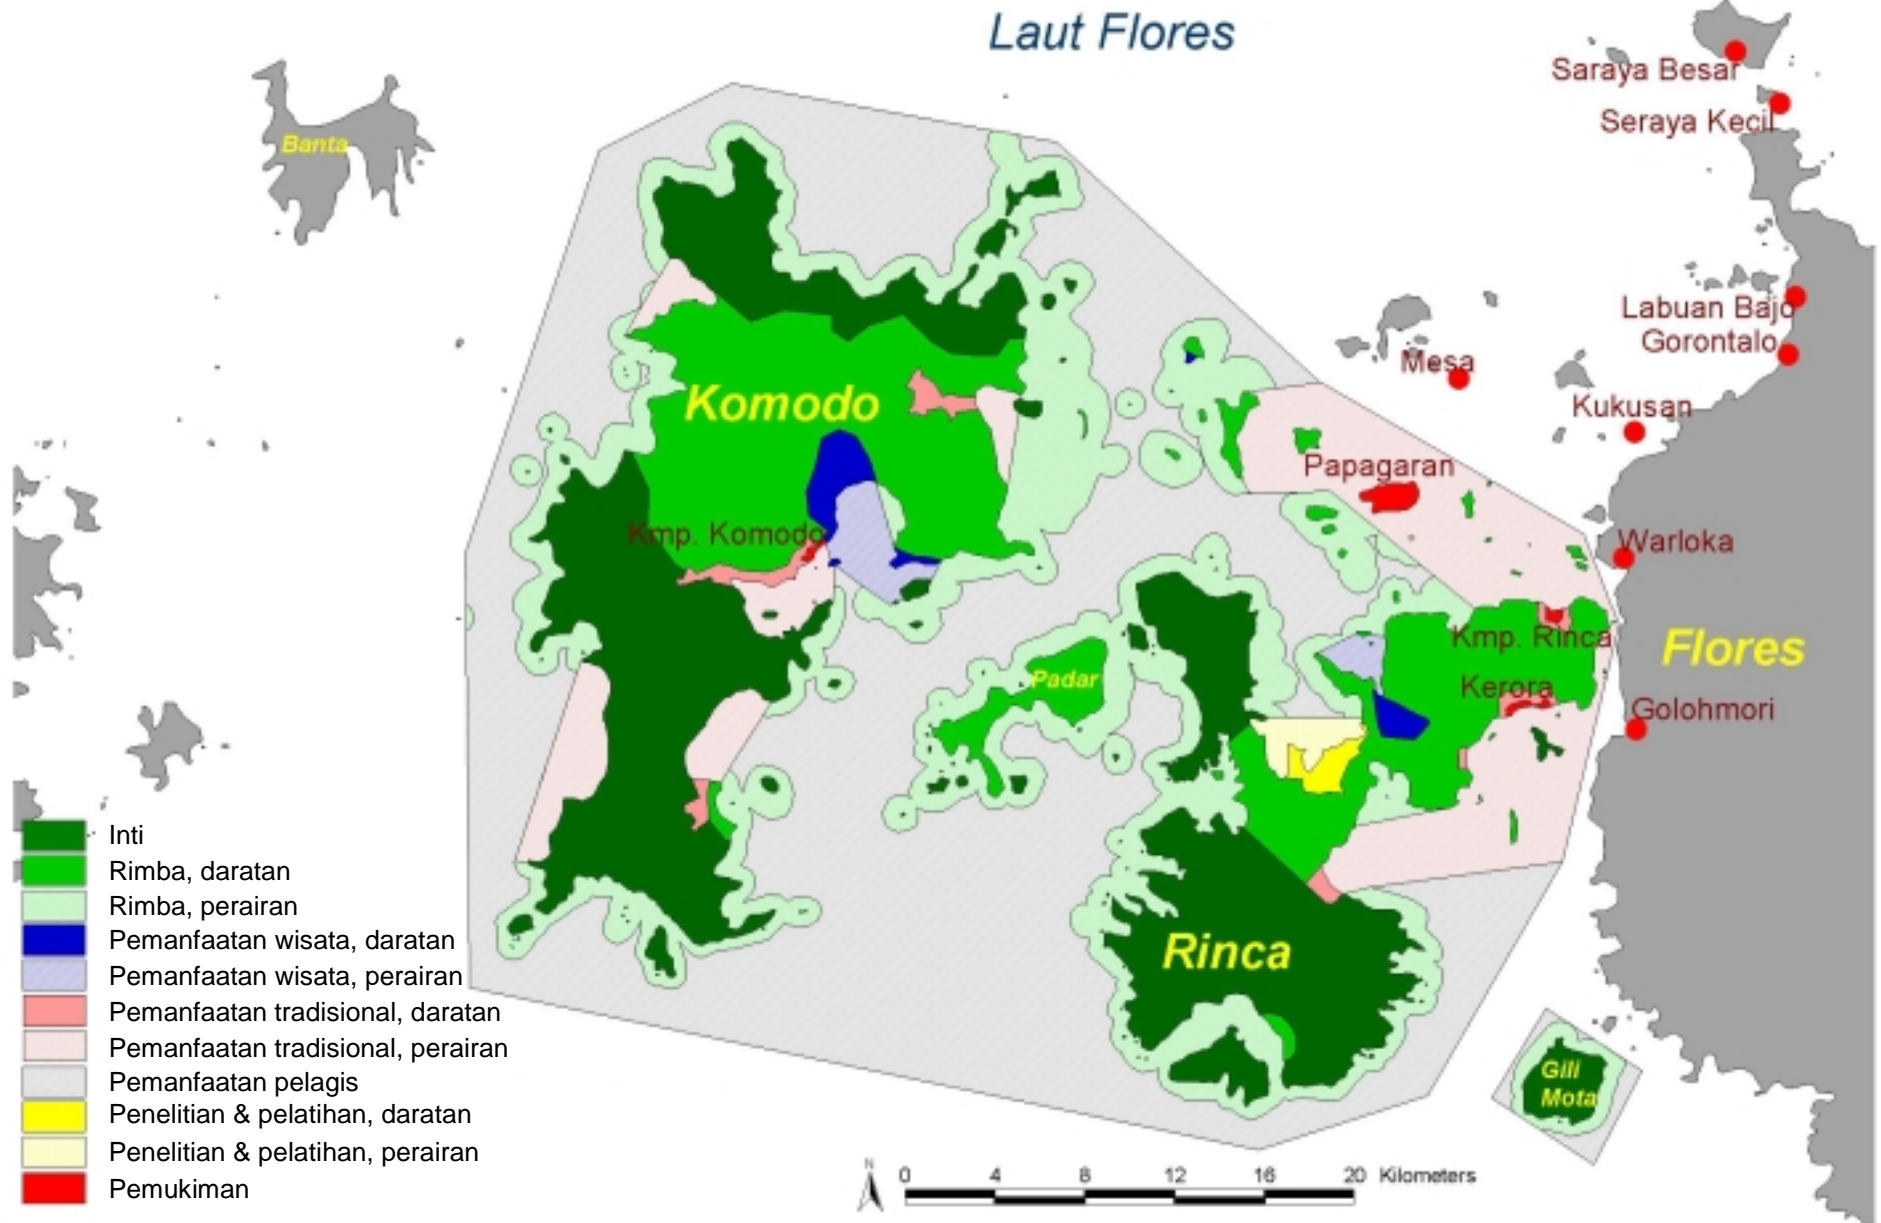 Laut Flores
Saraya Besar
Seraya Kecil
Banta
Labuan Bajo
Gorontalo
Mesa
Komodo
Kukusan
Papagaran
Kmp. Komodo
Warloka
Kmp. Rinca
Flores
Padar
Kerora
Golohmori
Inti
Rimba, daratan
Rimba, perairan
Pemanfaatan wisata, daratan
Pemanfaatan wisata, perairan
Pemanfaatan tradisional, daratan
Pemanfaatan tradisional, perairan
Pemanfaatan pelagis
Penelitian & pelatihan, daratan
Penelitian & pelatihan, perairan
Pemukiman
Rinca
Gili
Mota
N
0 4 8 12 16 20 Kilometers